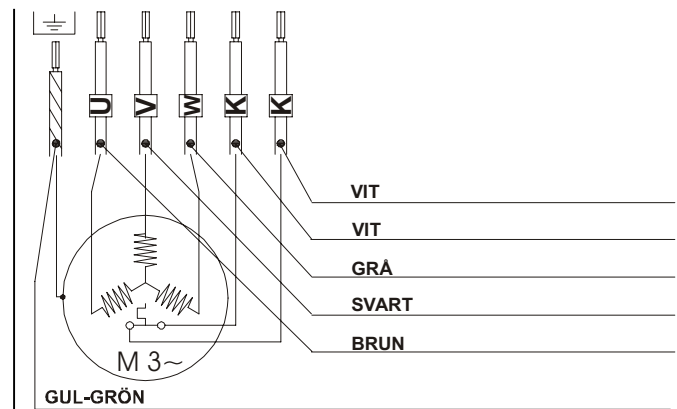 U V W K K
VIT
VIT
GRÅ
SVART
BRUN
M 3~
GUL-GRÖN